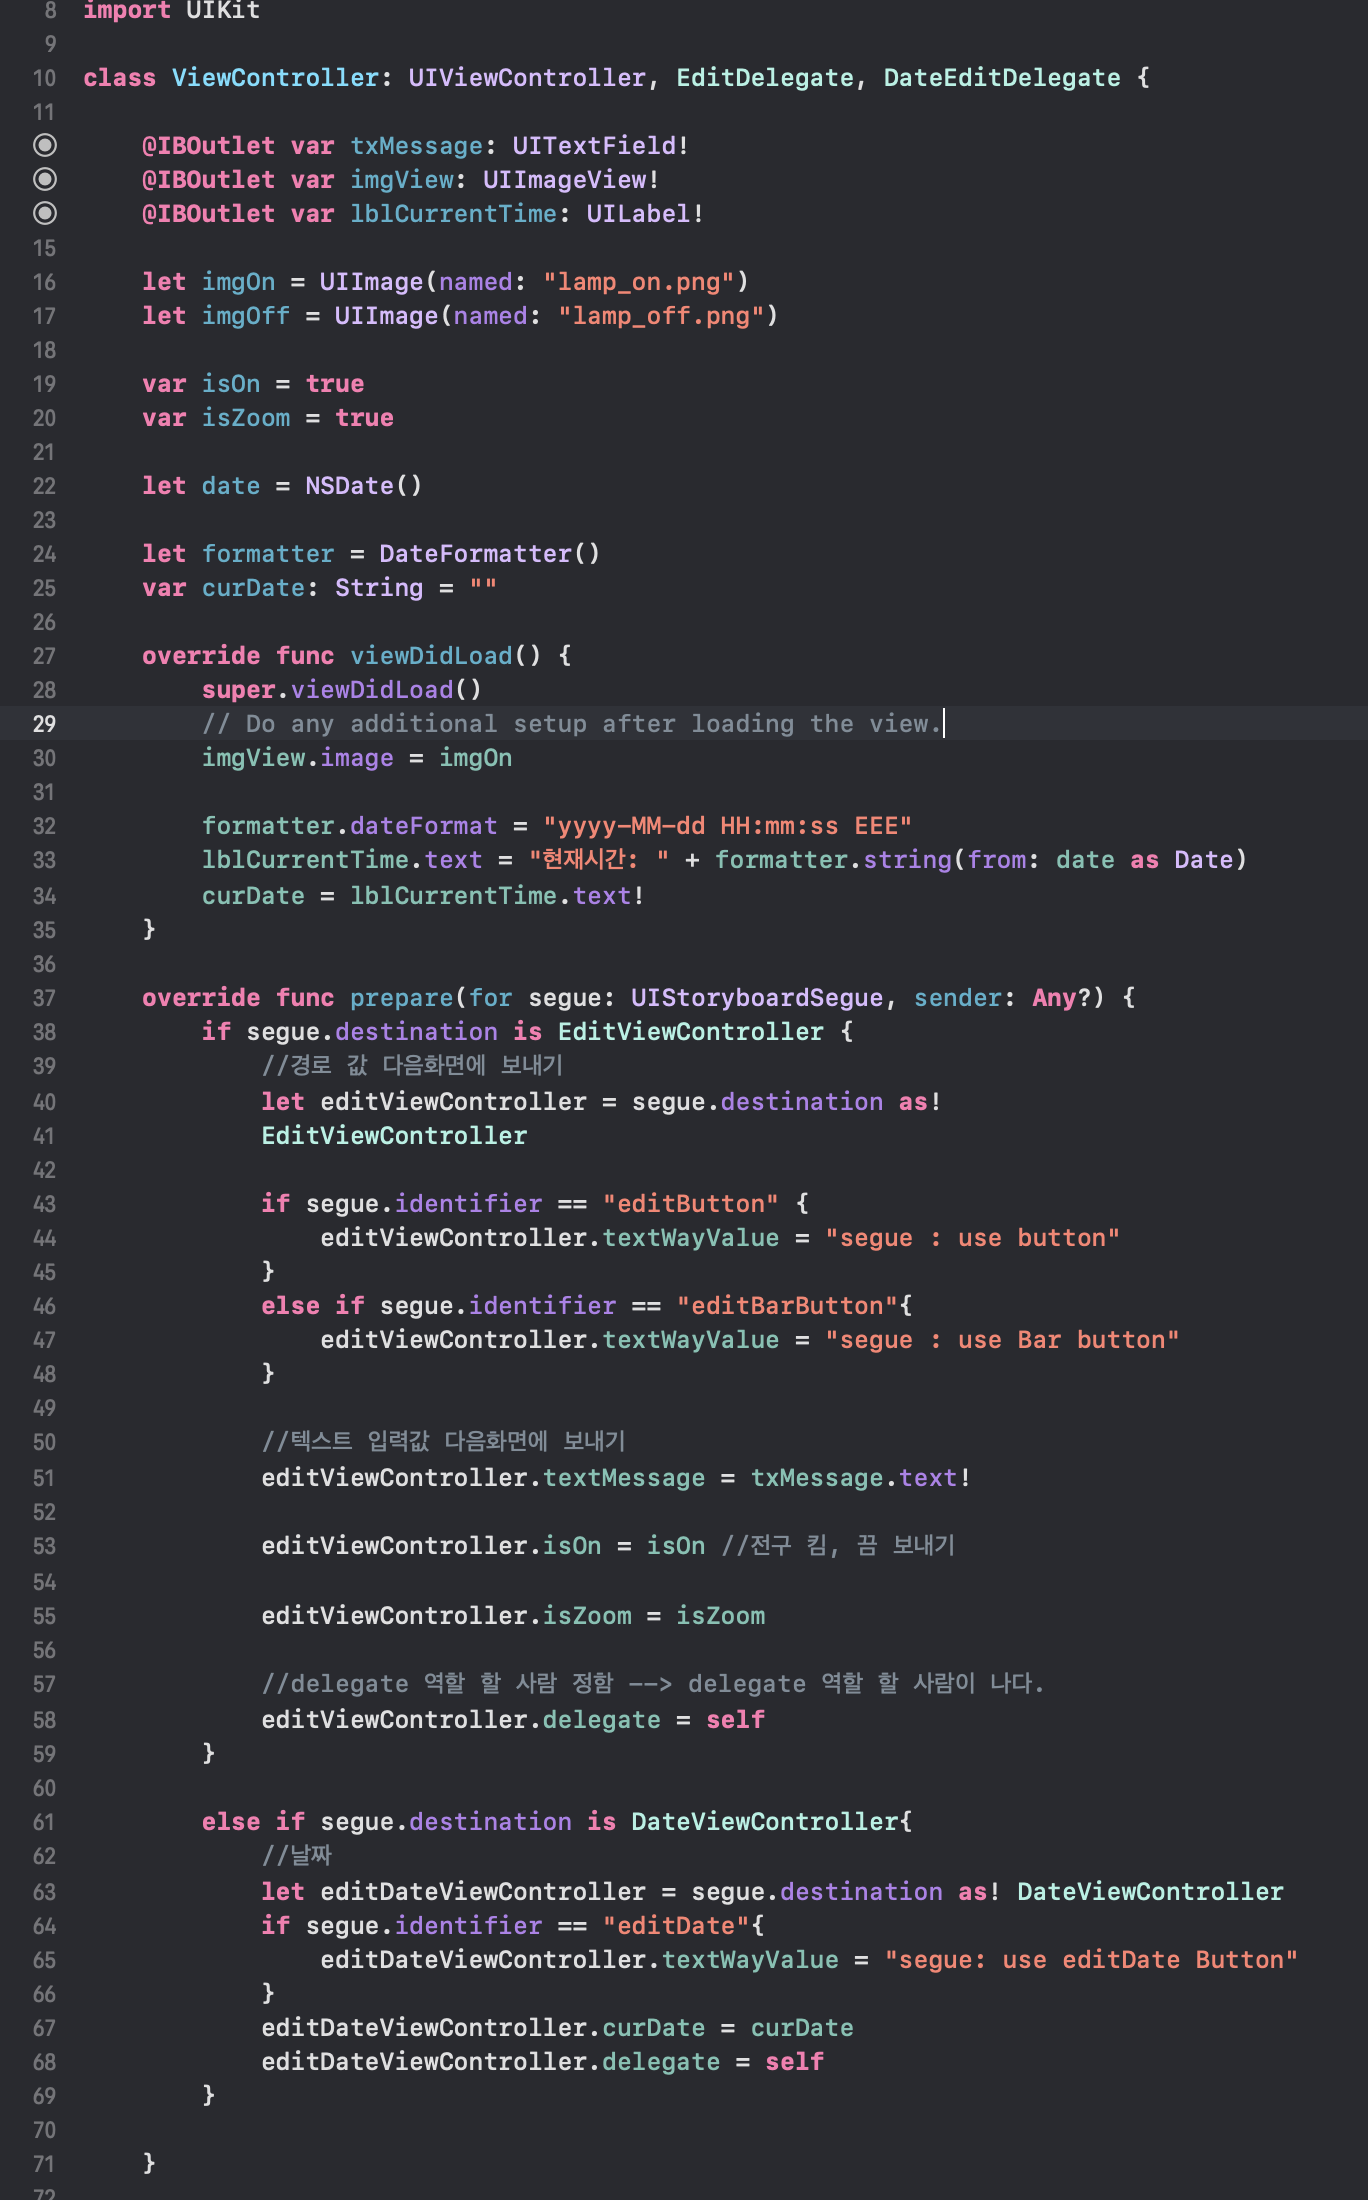 8 import UIKit
9
10 class ViewController: UIViewController, EditDelegate, DateEditDelegate {
11
@IBOutlet var txMessage: UITextField!
@IBOutlet var imgView: UIImageView!
@IBOutlet var lblCurrentTime: UILabel!
15
16 let imgOn = UIImage(named: "lamp_on.png")
17 let imgOff = UIImage(named: "lamp_off.png")
18
19 var isOn = true
20 var isZoom = true
21
22 let date = NSDate()
23
24 let formatter = DateFormatter()
25 var curDate: String = ""
26
27 override func viewDidLoad() {
28 super.viewDidLoad()
29 // Do any additional setup after loading the view.
30 imgView.image = imgOn
31
32 formatter.dateFormat = "yyyy-MM-dd HH:mm:ss EEE"
33 lblCurrentTime.text = "현재시간: " + formatter.string(from: date as Date)
34 curDate = lblCurrentTime.text!
35 }
36
37 override func prepare(for segue: UIStoryboardSegue, sender: Any?) {
38 if segue.destination is EditViewController {
39 //경로 값 다음화면에 보내기
40 let editViewController = segue.destination as!
41 EditViewController
42
43 if segue.identifier == "editButton" {
44 editViewController.textWayValue = "segue : use button"
45 }
46 else if segue.identifier == "editBarButton"{
47 editViewController.textWayValue = "segue : use Bar button"
48 }
49
50 //텍스트 입력값 다음화면에 보내기
51 editViewController.textMessage = txMessage.text!
52
53 editViewController.isOn = isOn //전구 킴, 끔 보내기
54
55 editViewController.isZoom = isZoom
56
57 //delegate 역할 할 사람 정함 --> delegate 역할 할 사람이 나다.
58 editViewController.delegate = self
59 }
60
61 else if segue.destination is DateViewController{
62 //날짜
63 let editDateViewController = segue.destination as! DateViewController
64 if segue.identifier == "editDate"{
65 editDateViewController.textWayValue = "segue: use editDate Button"
66 }
67 editDateViewController.curDate = curDate
68 editDateViewController.delegate = self
69 }
70
71 }
72